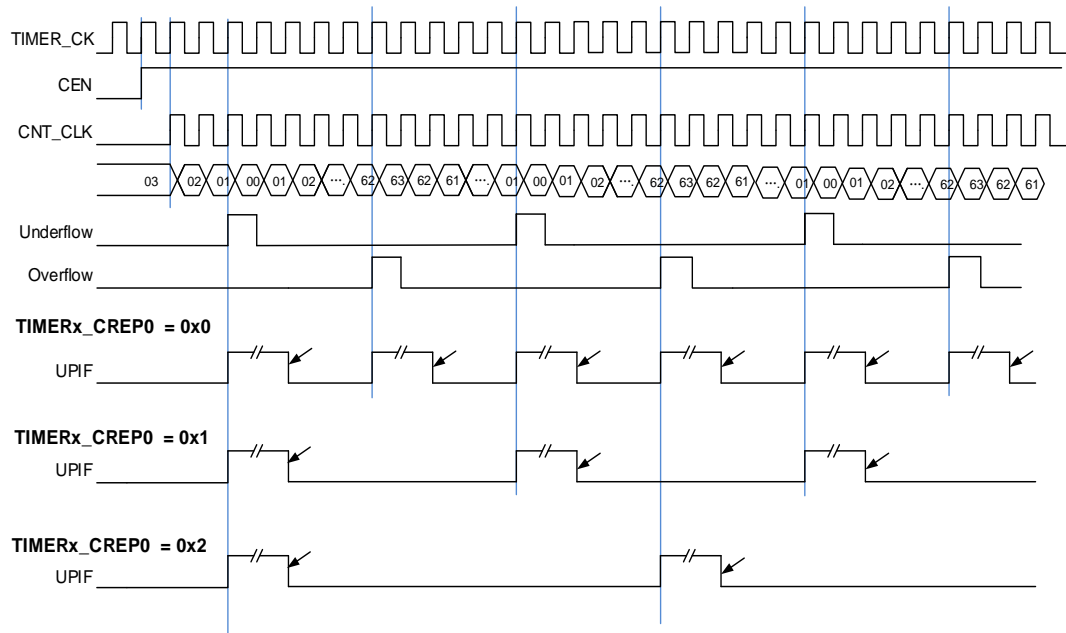 TIMER_CK
CEN
CNT_CLK
03 02 01 00 01 02 .... 62 63 62 61 .... 01 00 01 02 .... 62 63 62 61 .... 01 00 01 02 .... 62 63 62 61
Underflow
Overflow
TIMERx_CREP0 = 0x0
UPIF
TIMERx_CREP0 = 0x1
UPIF
TIMERx_CREP0 = 0x2
UPIF